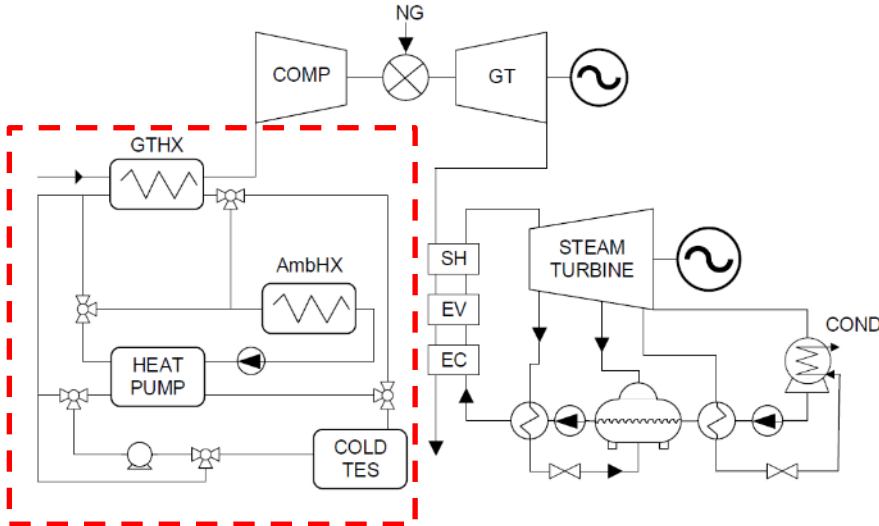 NG
COMP
GT
GTHX
AmbHX
HEAT
PUMP
COLD
TES
SH
EV
EC
STEAM
TURBINE
COND